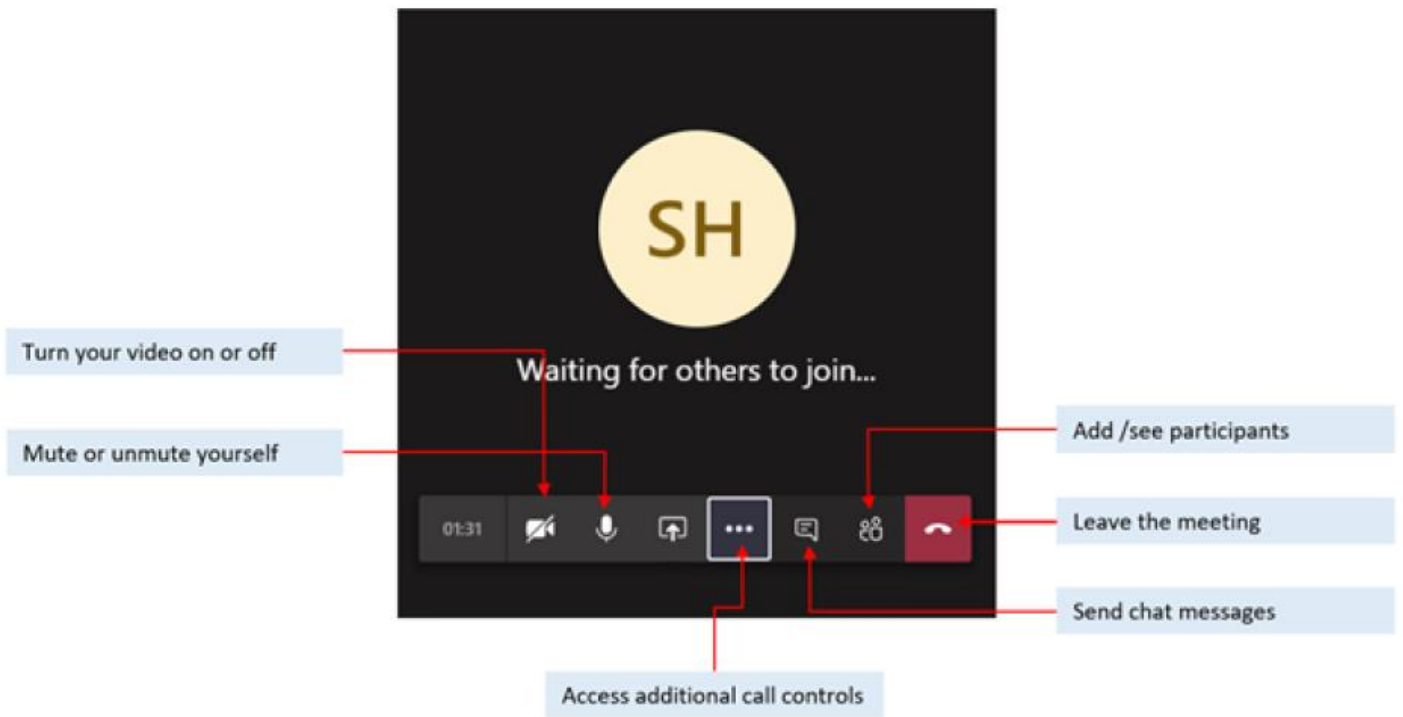 SH
Waiting for others to join...
Turn your video on or off
Mute or unmute yourself
01:31
Add /see participants
Leave the meeting
Send chat messages
Access additional call controls